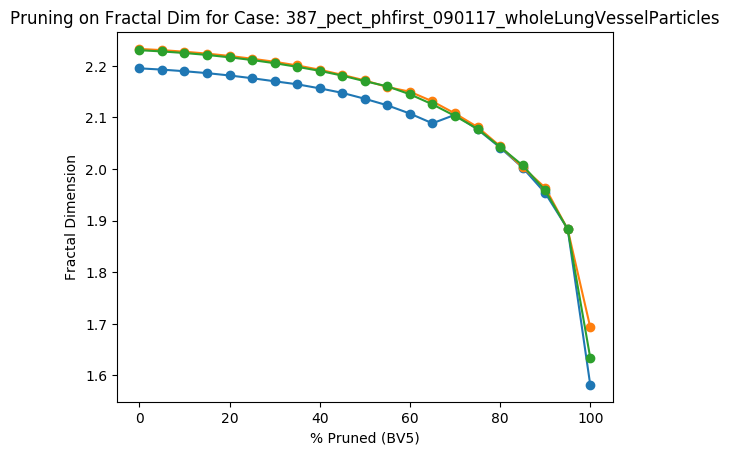 Pruning on Fractal Dim for Case: 387_pect_phfirst_090117_wholeLungVesselParticles
2.2
2.1
2.0
1.9
1.8
1.7
1.6
Fractal Dimension
0 20 40 60 80 100
% Pruned (BV5)